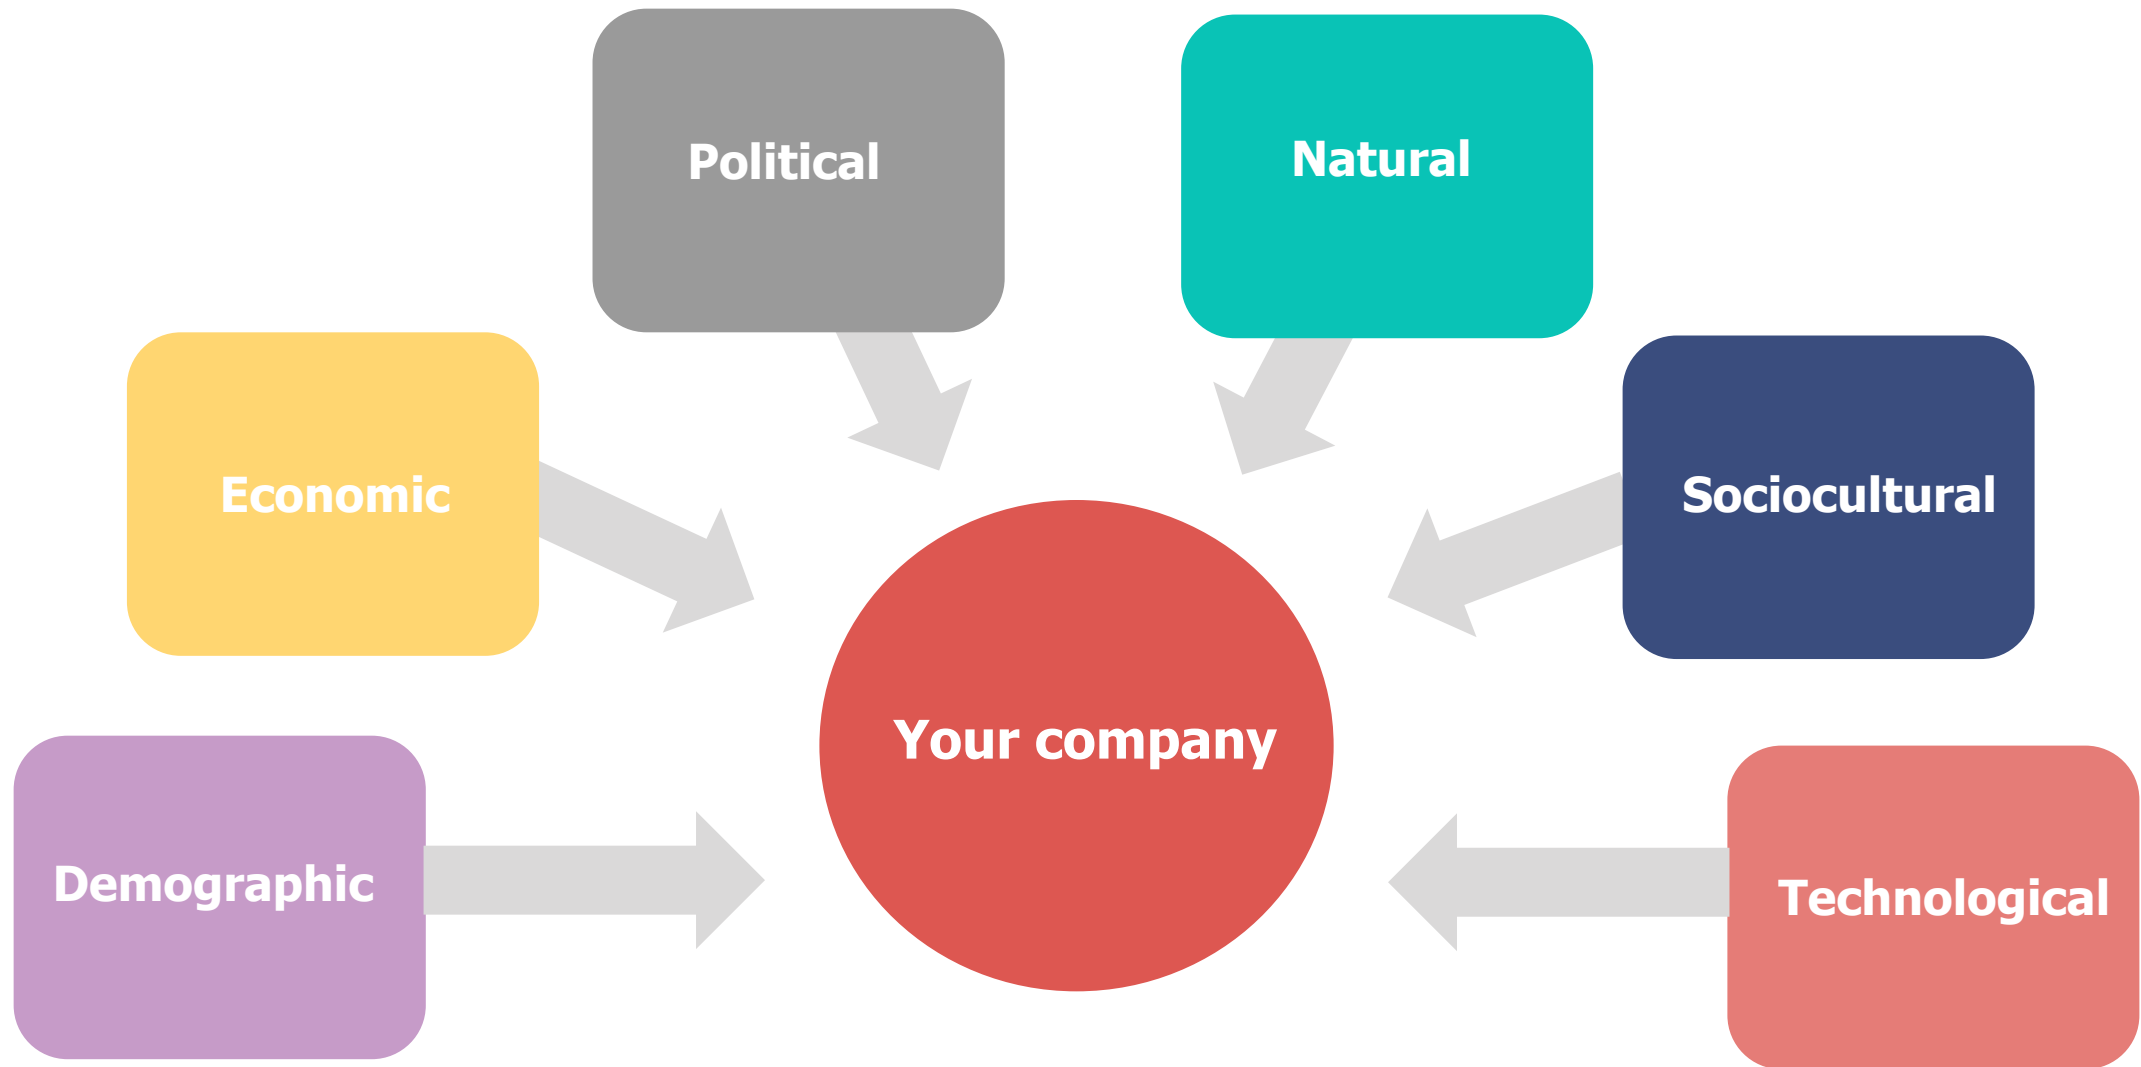 Political
Natural
Economic
Sociocultural
Your company
Demographic
Technological